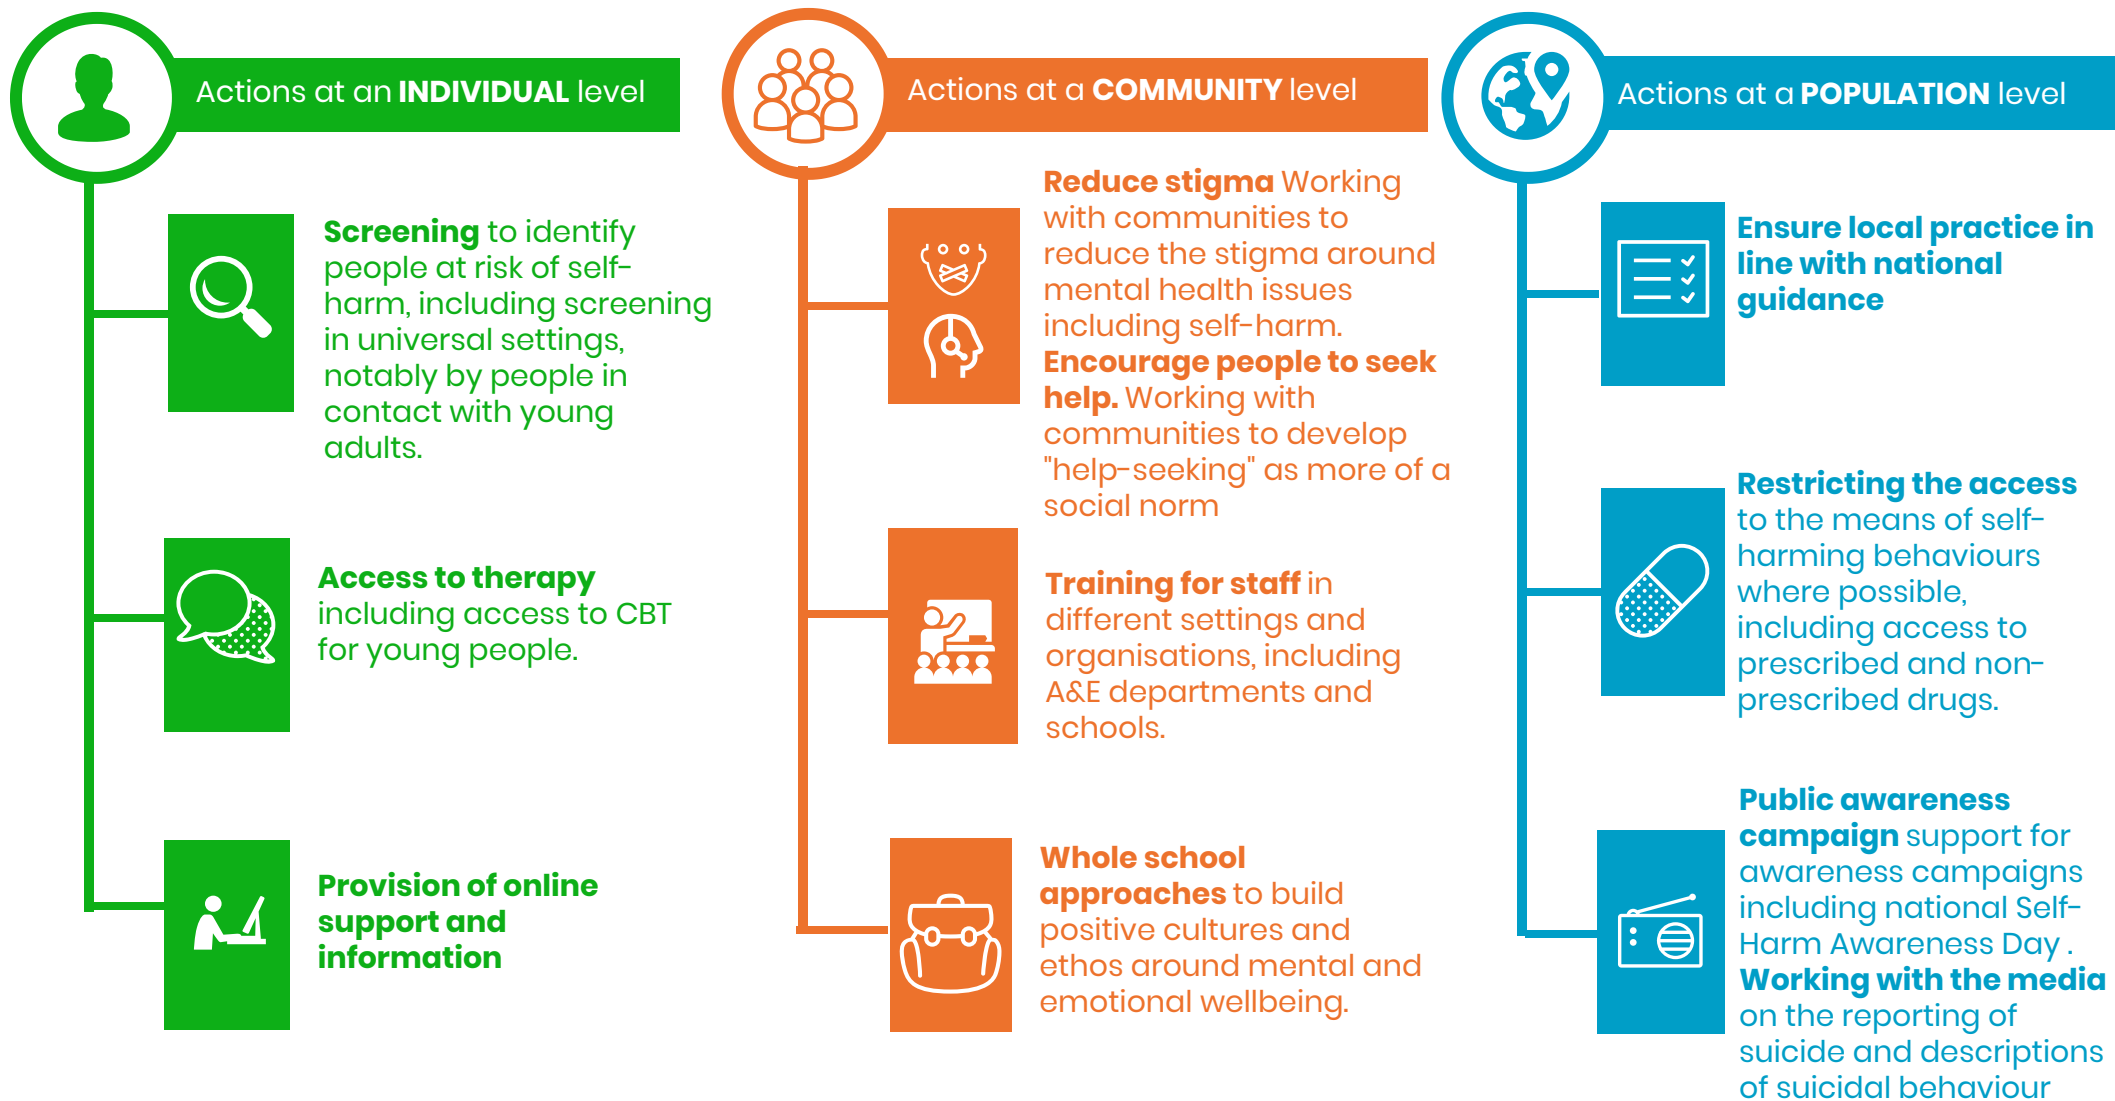 Actions at an INDIVIDUAL level
Screening to identify
people at risk of self-
harm, including screening
in universal settings,
notably by people in
contact with young
adults.
Access to therapy
including access to CBT
for young people.
Provision of online
support and
information
Actions at a COMMUNITY level
Reduce stigma Working
with communities to
reduce the stigma around
mental health issues
including self-harm.
Encourage people to seek
help. Working with
communities to develop
"help-seeking" as more of a
social norm
Training for staff in
different settings and
organisations, including
A&E departments and
schools.
Whole school
approaches to build
positive cultures and
ethos around mental and
emotional wellbeing.
Actions at a POPULATION level
Ensure local practice in
line with national
guidance
Restricting the access
to the means of self-
harming behaviours
where possible,
including access to
prescribed and non-
prescribed drugs.
Public awareness
campaign support for
awareness campaigns
including national Self-
Harm Awareness Day .
Working with the media
on the reporting of
suicide and descriptions
of suicidal behaviour